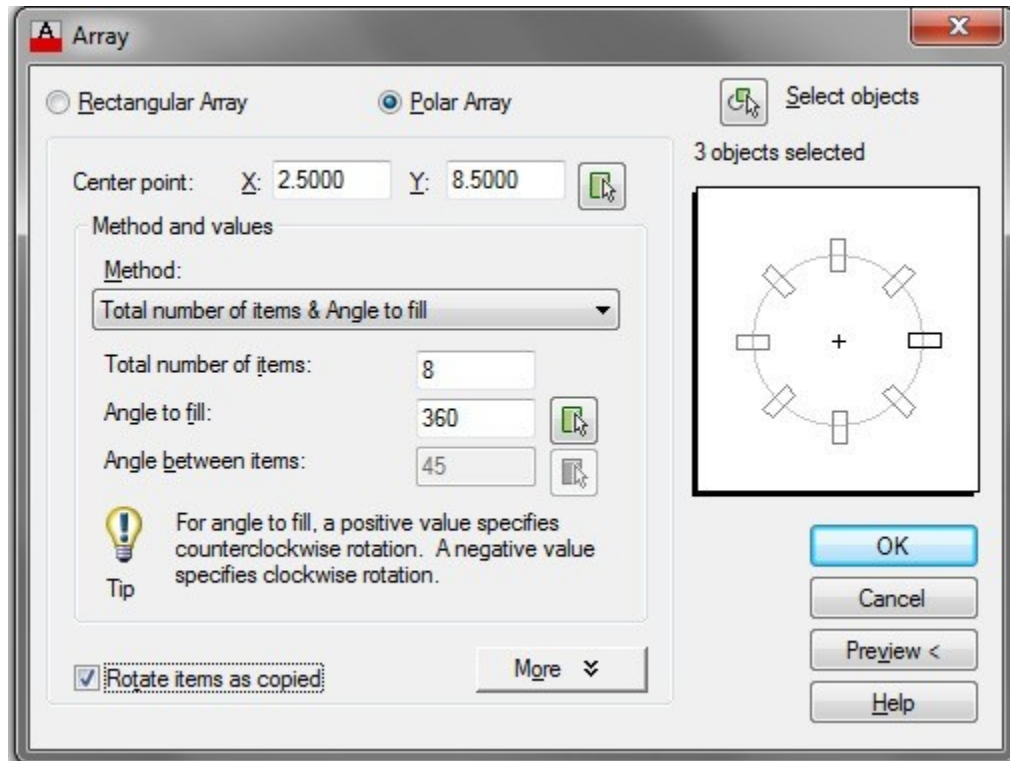 A Array
Rectangular Array Polar Array Select objects
3 objects selected
Center point: X: 2.5000 Y: 8.5000
Method and values
Method:
Total number of items & Angle to fill
Total number of items: 8
Angle to fill: 360
Angle between items: 45
For angle to fill, a positive value specifies
counterclockwise rotation. A negative value
specifies clockwise rotation.
Tip
Rotate items as copied
More
OK
Cancel
Preview <
Help